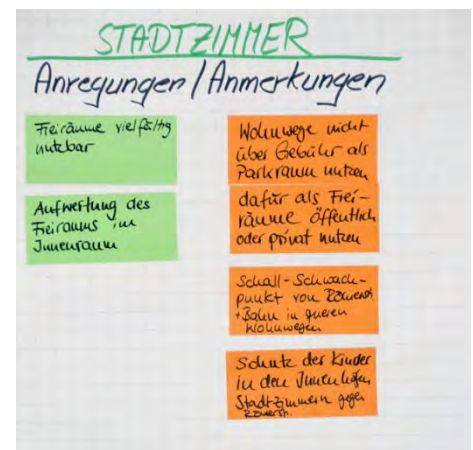 STADTZIMMER
Anregungen / Anmerkungen
Freiräume vielfältig
nutzbar
Aufwertung des
Freiraums im
Innenraum
Wohnwege nicht
über Gebühr als
Parkraum nutzen
dafür als Frei-
räume öffentlich
oder privat nutzen
Schall-Schwach-
punkt von Römerst.
+ Bahn in queren
Wohnwegen
Schutz der Kinder
in den Innenhöfen,
Stadtzimmern gegen
Römerst.